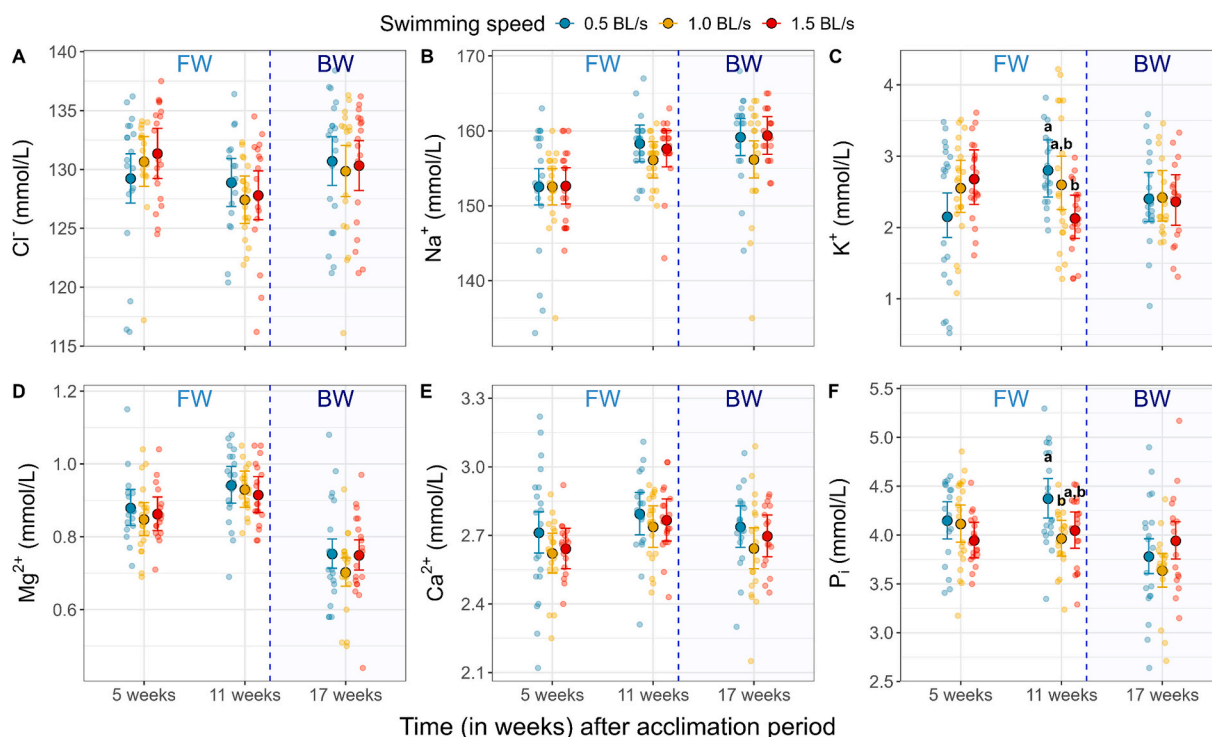 Swimming speed 0.5 BL/s 1.0 BL/s 1.5 BL/s
A
FW BW
Cl⁻ (mmol/L)
140
135
130
125
120
115
B
FW BW
Na⁺ (mmol/L)
170
160
150
140
C
FW BW
K⁺ (mmol/L)
4
3
2
1
a
a,b
b
D
FW BW
Mg²⁺ (mmol/L)
1.2
1.0
0.8
0.6
5 weeks 11 weeks 17 weeks
E
FW BW
Ca²⁺ (mmol/L)
3.3
3.0
2.7
2.4
2.1
5 weeks 11 weeks 17 weeks
F
FW BW
Pᵢ (mmol/L)
5.5
5.0
4.5
4.0
3.5
3.0
2.5
a
b
a,b
5 weeks 11 weeks 17 weeks
Time (in weeks) after acclimation period